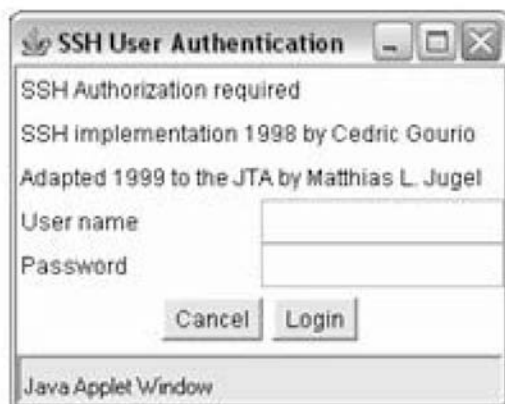 SSH User Authentication
SSH Authorization required
SSH implementation 1998 by Cedric Gourio
Adapted 1999 to the JTA by Matthias L. Jugel
User name
Password
Cancel Login
Java Applet Window